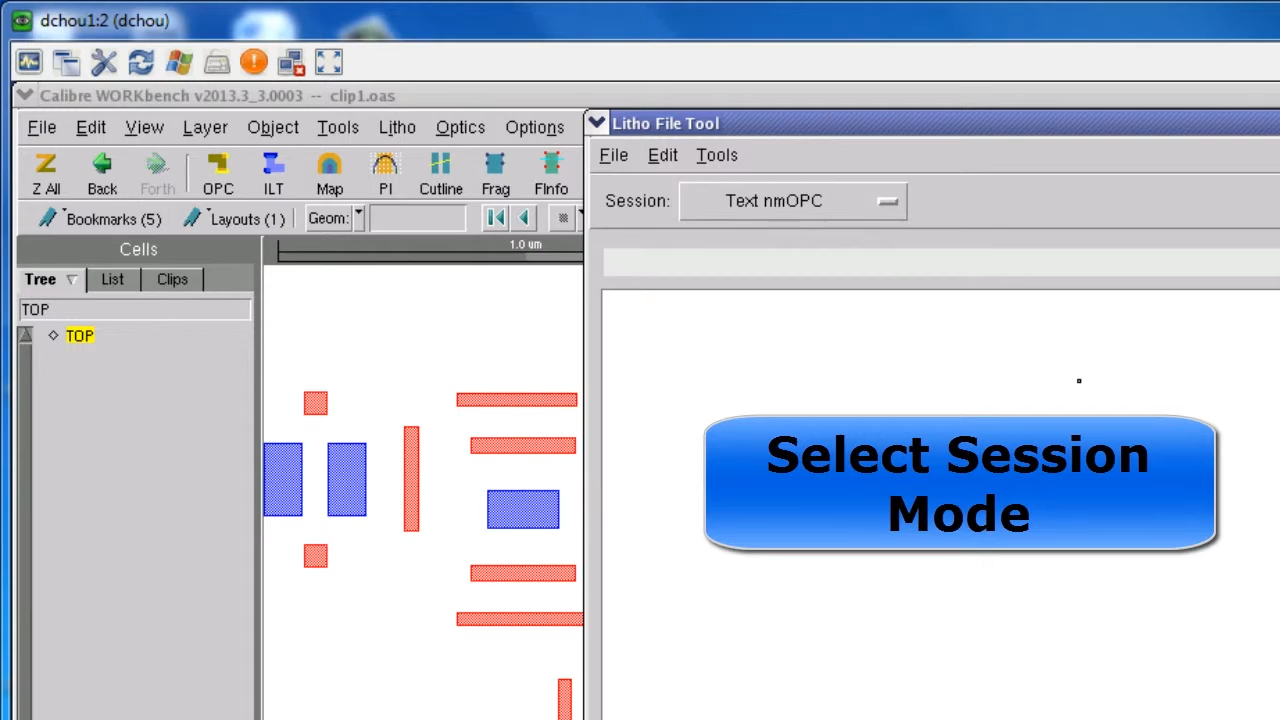 dchou1:2 (dchou)
Calibre WORKbench v2013.3_3.0003 -- clip1.oas
File Edit View Layer Object Tools Litho Optics Options
Z All Back Forth OPC ILT Map PI Cutline Frag FInfo
Bookmarks (5) Layouts (1) Geom:
Cells
1.0 um
Tree List Clips
TOP
TOP
Litho File Tool
File Edit Tools
Session: Text nmOPC
Select Session
Mode